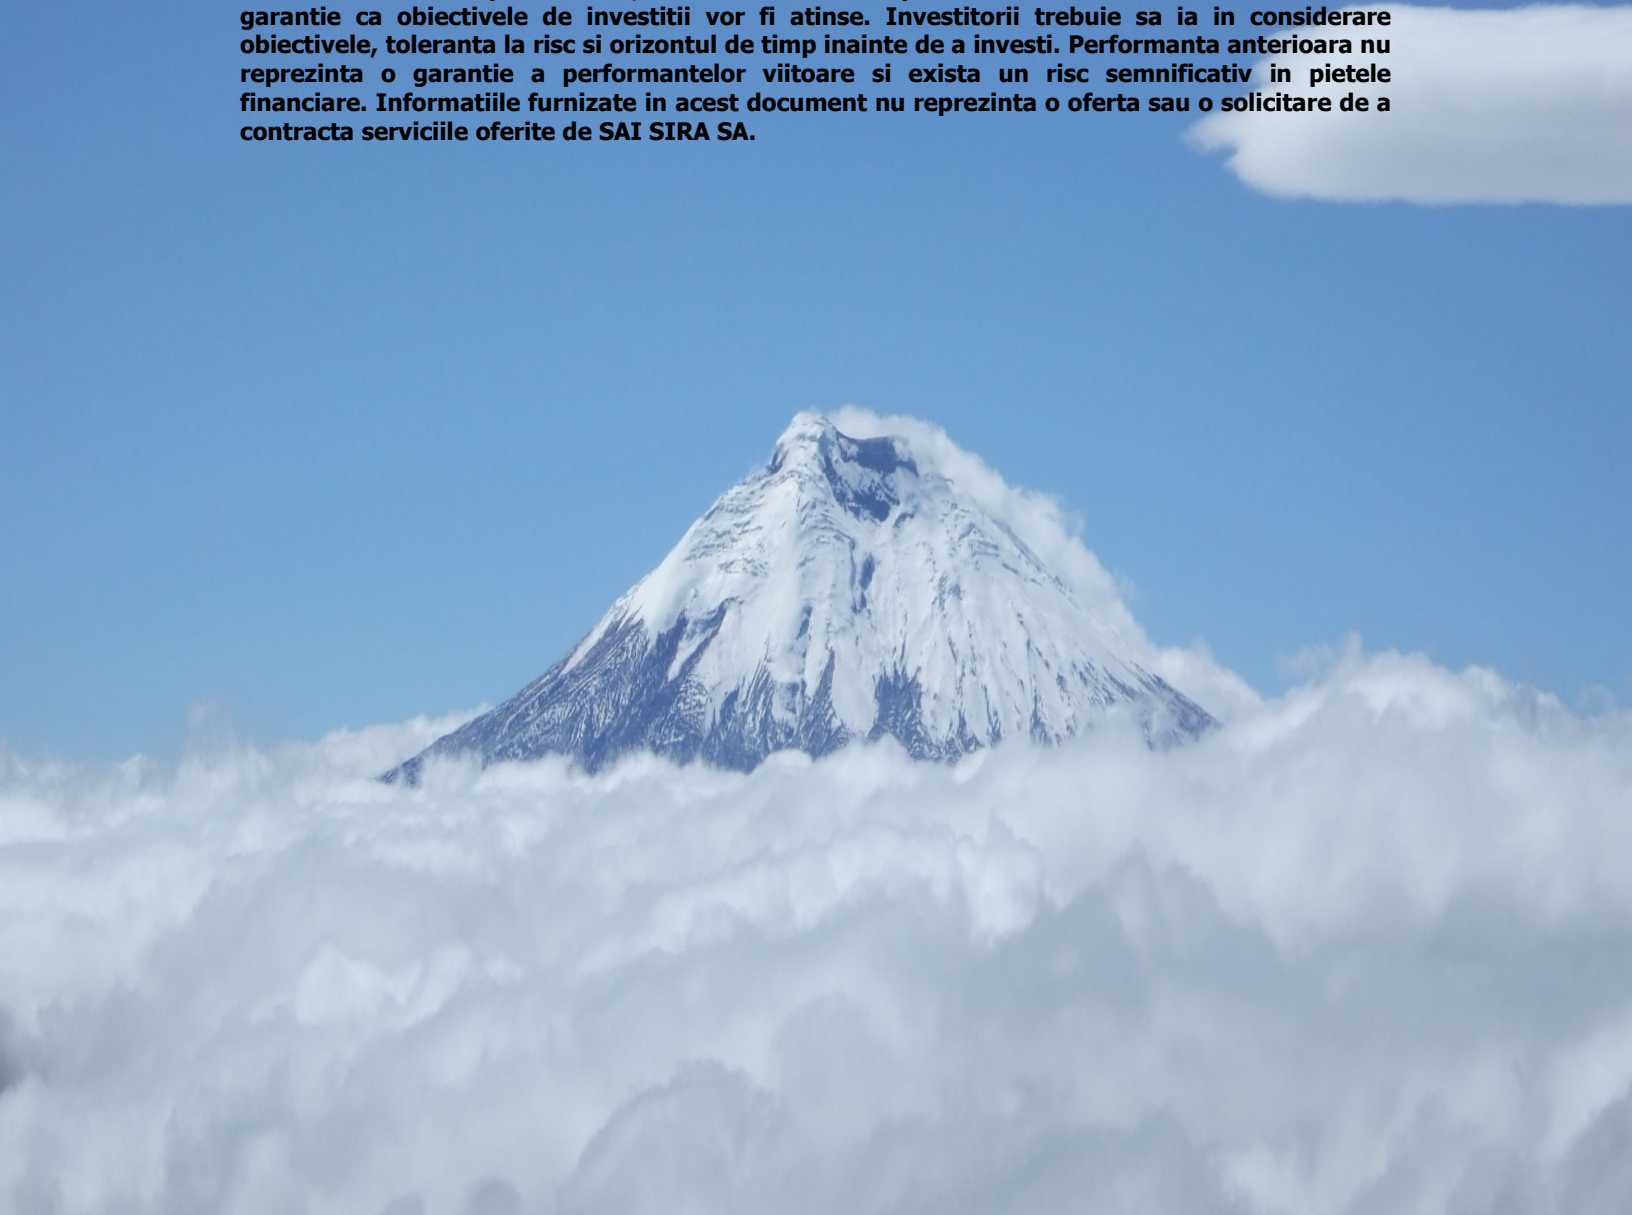 garantie ca obiectivele de investitii vor fi atinse. Investitorii trebuie sa ia in considerare
obiectivele, toleranta la risc si orizontul de timp inainte de a investi. Performanta anterioara nu
reprezinta o garantie a performantelor viitoare si exista un risc semnificativ in pietele
financiare. Informatiile furnizate in acest document nu reprezinta o oferta sau o solicitare de a
contracta serviciile oferite de SAI SIRA SA.